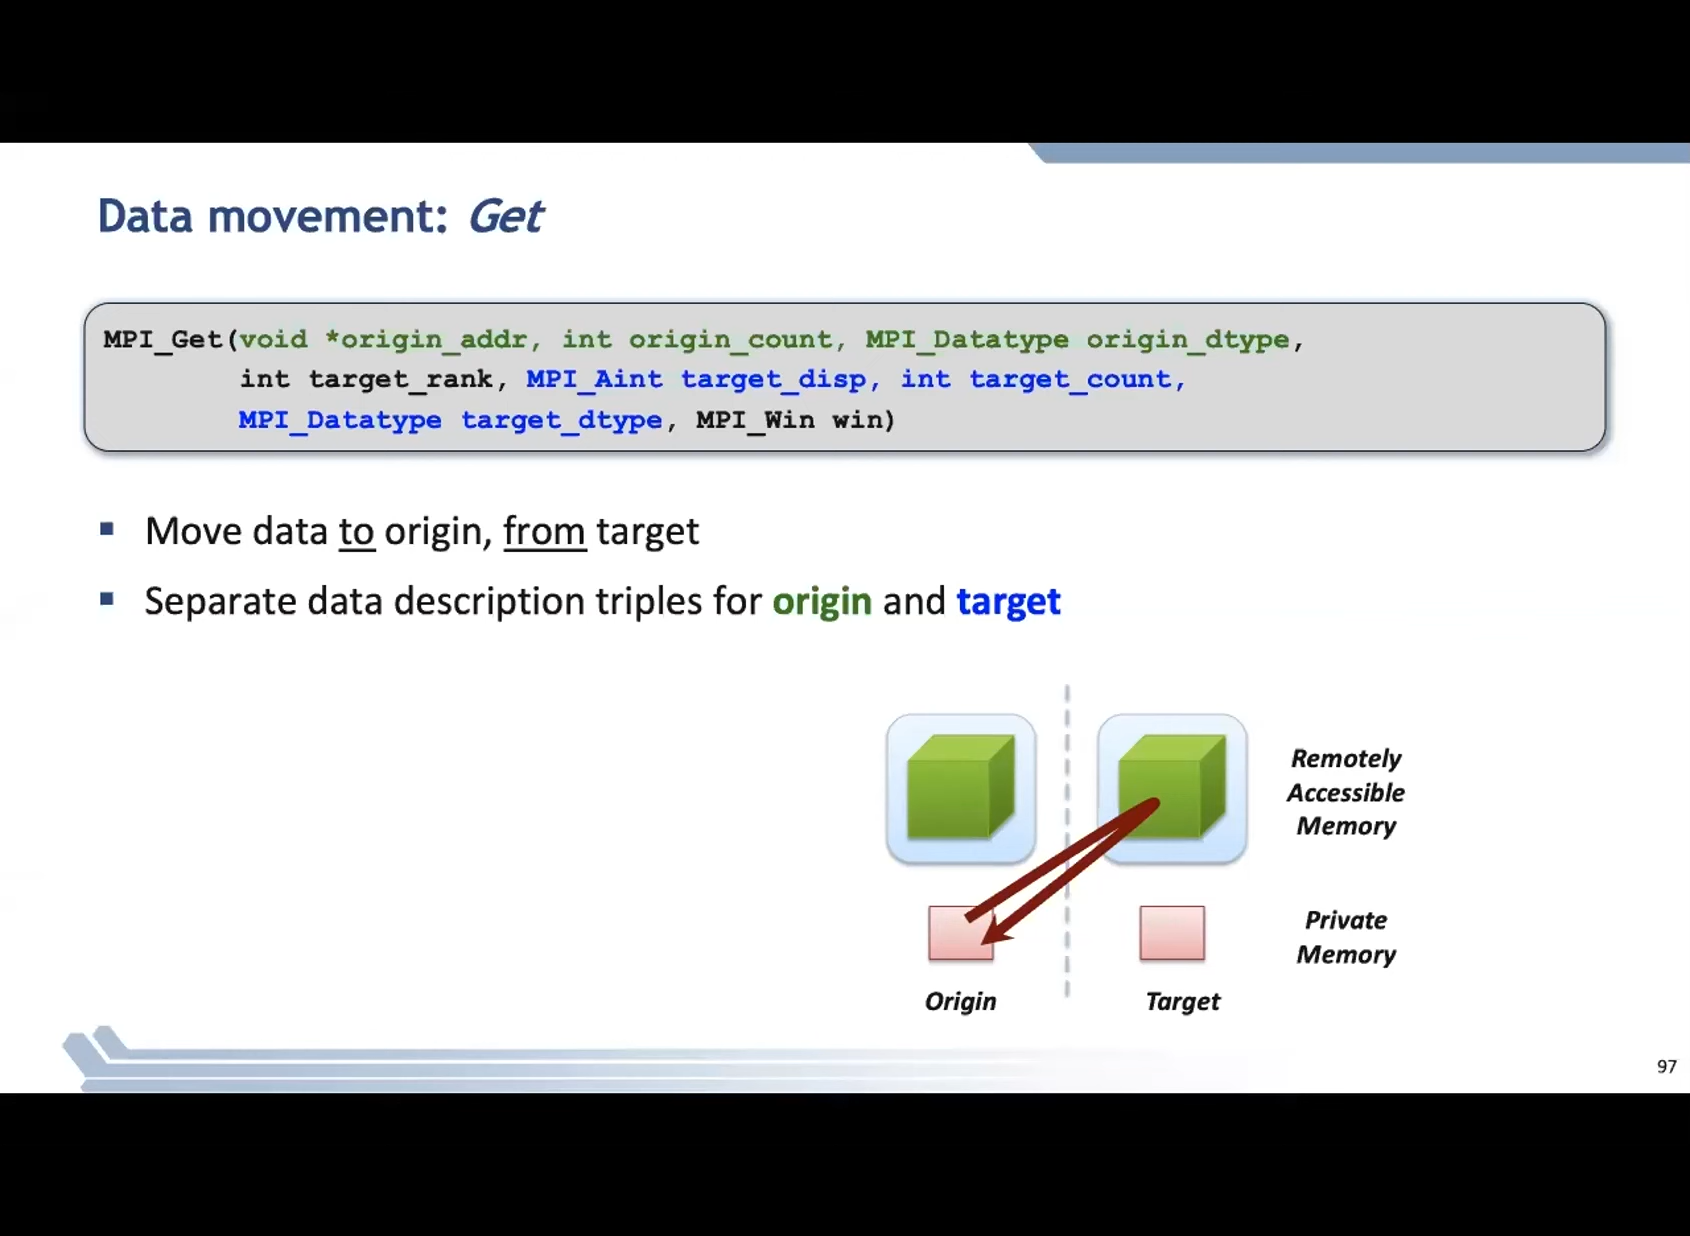 Data movement: Get
MPI_Get(void *origin_addr, int origin_count, MPI_Datatype origin_dtype,
int target_rank, MPI_Aint target_disp, int target_count,
MPI_Datatype target_dtype, MPI_Win win)
Move data to origin, from target
Separate data description triples for origin and target
Remotely
Accessible
Memory
Private
Memory
Origin
Target
97